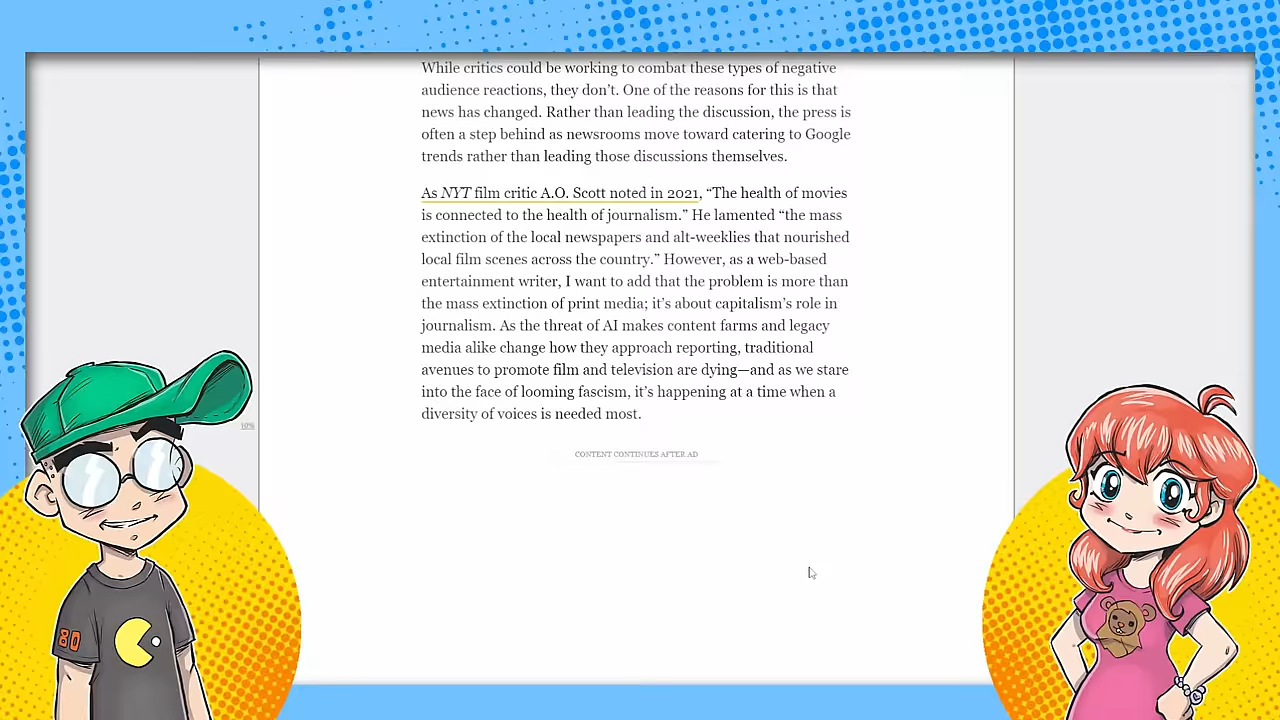 While critics could be working to combat these types of negative
audience reactions, they don’t. One of the reasons for this is that
news has changed. Rather than leading the discussion, the press is
often a step behind as newsrooms move toward catering to Google
trends rather than leading those discussions themselves.
As NYT film critic A.O. Scott noted in 2021, “The health of movies
is connected to the health of journalism.” He lamented “the mass
extinction of the local newspapers and alt-weeklies that nourished
local film scenes across the country.” However, as a web-based
entertainment writer, I want to add that the problem is more than
the mass extinction of print media; it’s about capitalism’s role in
journalism. As the threat of AI makes content farms and legacy
media alike change how they approach reporting, traditional
avenues to promote film and television are dying—and as we stare
into the face of looming fascism, it’s happening at a time when a
diversity of voices is needed most.
CONTENT CONTINUES AFTER AD
80